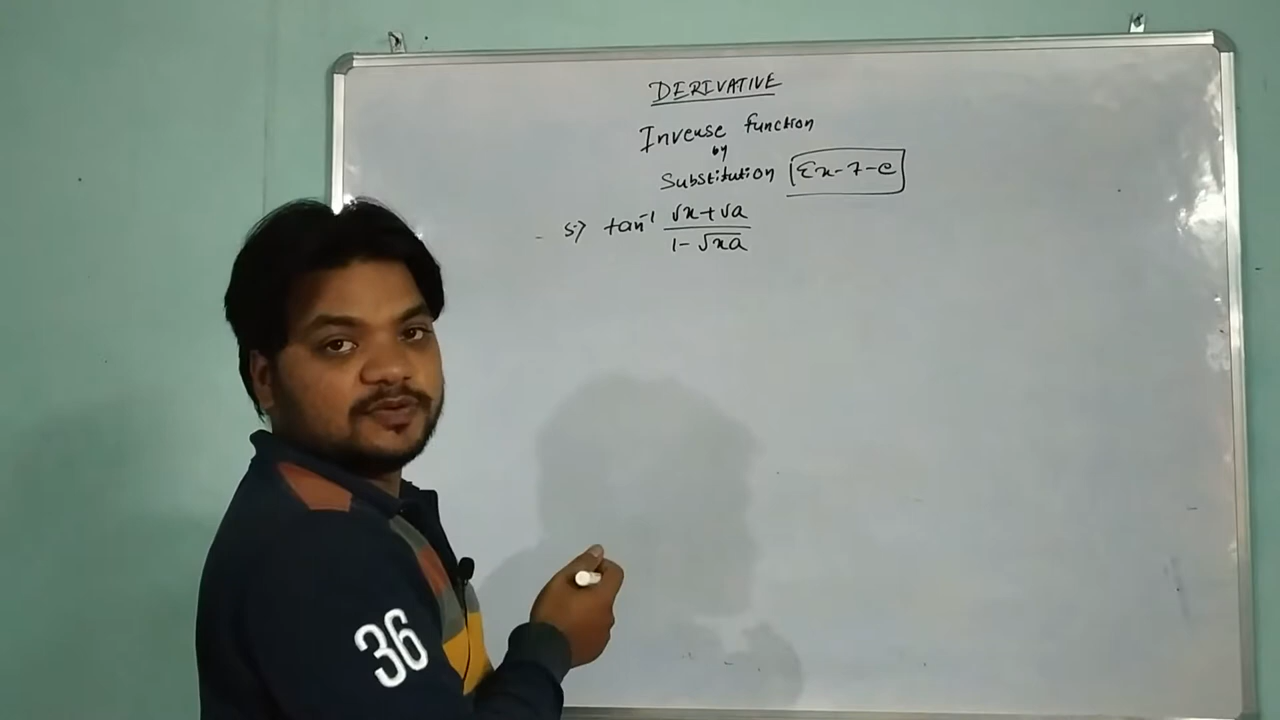 DERIVATIVE
Inverse function
by
Substitution Ex-7-C
5⇒ tan⁻¹ √x+√a
1-√xa
36